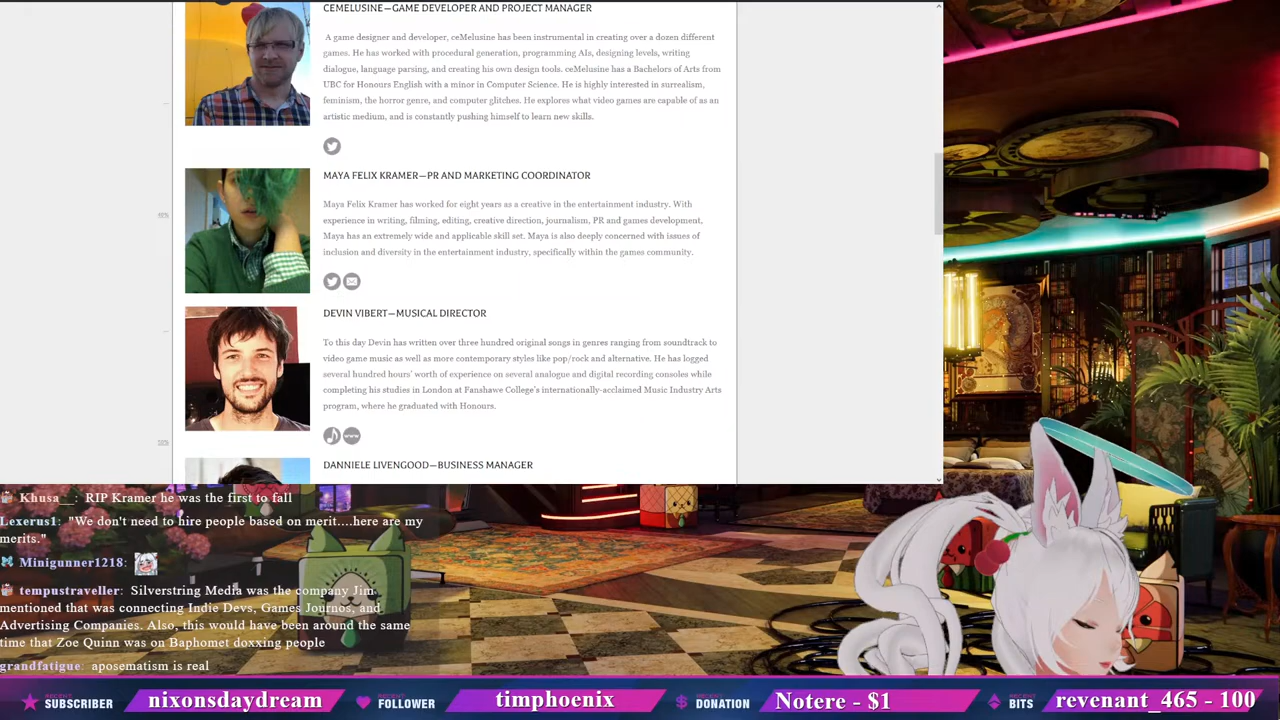 CEMELUSINE—GAME DEVELOPER AND PROJECT MANAGER
A game designer and developer, ceMelusine has been instrumental in creating over a dozen different
games. He has worked with procedural generation, programming AIs, designing levels, writing
dialogue, language parsing, and creating his own design tools. ceMelusine has a Bachelors of Arts from
UBC for Honours English with a minor in Computer Science. He is highly interested in surrealism,
feminism, the horror genre, and computer glitches. He explores what video games are capable of as an
artistic medium, and is constantly pushing himself to learn new skills.
MAYA FELIX KRAMER—PR AND MARKETING COORDINATOR
Maya Felix Kramer has worked for eight years as a creative in the entertainment industry. With
experience in writing, filming, editing, creative direction, journalism, PR and games development,
Maya has an extremely wide and applicable skill set. Maya is also deeply concerned with issues of
inclusion and diversity in the entertainment industry, specifically within the games community.
DEVIN VIBERT—MUSICAL DIRECTOR
To this day Devin has written over three hundred original songs in genres ranging from soundtrack to
video game music as well as more contemporary styles like pop/rock and alternative. He has logged
several hundred hours' worth of experience on several analogue and digital recording consoles while
completing his studies in London at Fanshawe College's internationally-acclaimed Music Industry Arts
program, where he graduated with Honours.
www
DANNIELE LIVENGOOD—BUSINESS MANAGER
Khusa__: RIP Kramer he was the first to fall
Lexerus1: "We don't need to hire people based on merit....here are my
merits."
Minigunner1218:
tempustraveller: Silverstring Media was the company Jim
mentioned that was connecting Indie Devs, Games Journos, and
Advertising Companies. Also, this would have been around the same
time that Zoe Quinn was on Baphomet doxxing people
grandfatigue: aposematism is real
RECENT SUBSCRIBER nixonsdaydream RECENT FOLLOWER timphoenix RECENT DONATION Notere - $1 RECENT BITS revenant_465 - 100